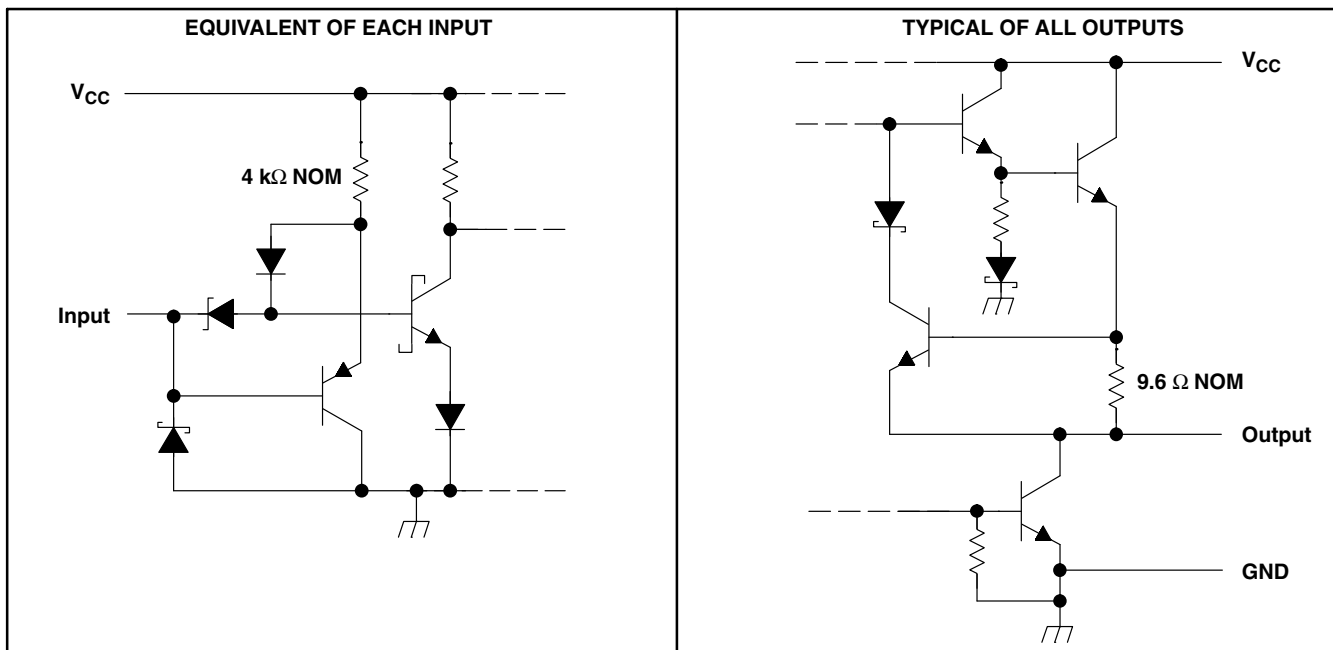 EQUIVALENT OF EACH INPUT
VCC
4 kΩ NOM
Input
TYPICAL OF ALL OUTPUTS
VCC
9.6 Ω NOM
Output
GND